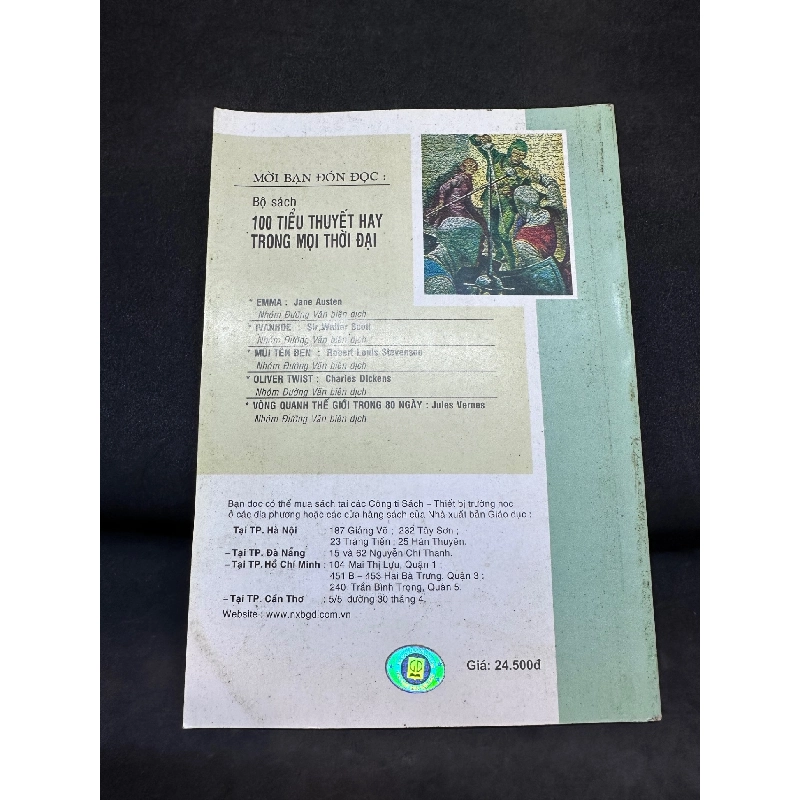 MỜI BẠN ĐÓN ĐỌC :
Bộ sách
100 TIỂU THUYẾT HAY
TRONG MỌI THỜI ĐẠI
* EMMA : Jane Austen
Nhóm Đường Văn biên dịch
* IVANHOE : Sir.Walter Scott
Nhóm Đường Văn biên dịch
* MŨI TÊN ĐEN : Robert Louis Stevenson
Nhóm Đường Văn biên dịch
* OLIVER TWIST : Charles Dickens
Nhóm Đường Văn biên dịch
* VÒNG QUANH THẾ GIỚI TRONG 80 NGÀY : Jules Vernes
Nhóm Đường Văn biên dịch
Bạn đọc có thể mua sách tại các Công ti Sách – Thiết bị trường học
ở các địa phương hoặc các cửa hàng sách của Nhà xuất bản Giáo dục :
Tại TP. Hà Nội : 187 Giảng Võ ; 232 Tây Sơn ;
23 Tràng Tiền ; 25 Hàn Thuyên.
– Tại TP. Đà Nẵng : 15 và 62 Nguyễn Chí Thanh.
– Tại TP. Hồ Chí Minh : 104 Mai Thị Lựu, Quận 1 ;
451 B – 453 Hai Bà Trưng, Quận 3 ;
240 Trần Bình Trọng, Quận 5.
– Tại TP. Cần Thơ : 5/5 đường 30 tháng 4.
Website : www.nxbgd.com.vn
GD
Giá: 24.500đ